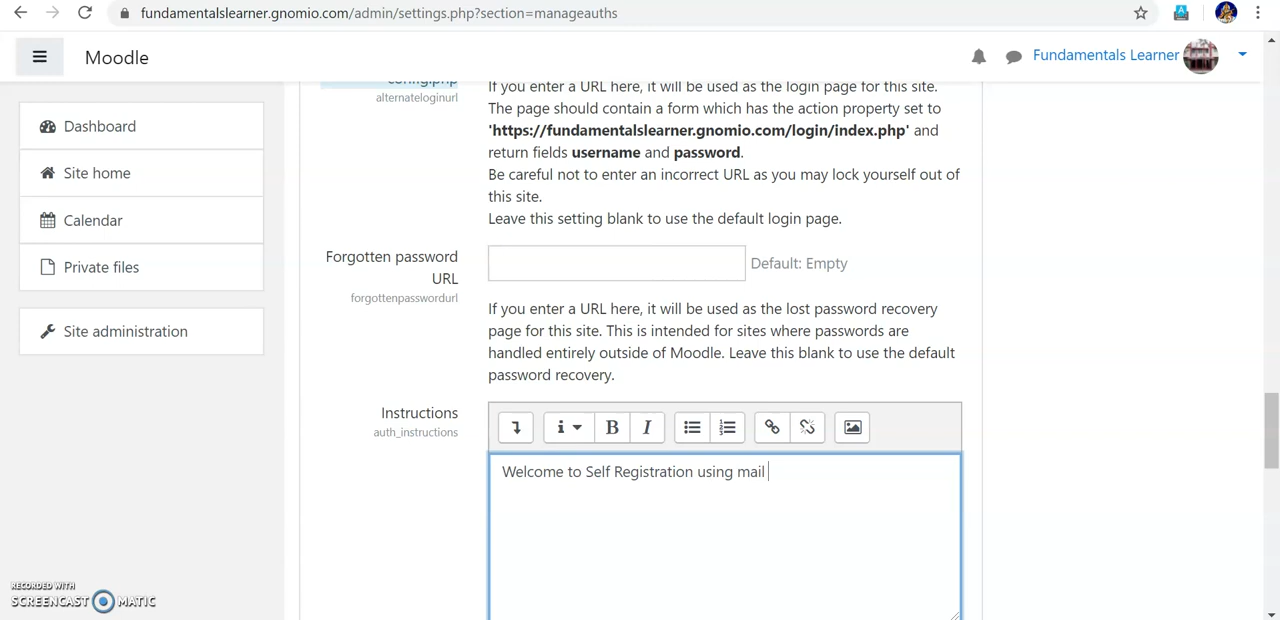 fundamentalslearner.gnomio.com/admin/settings.php?section=manageauths
Moodle
Fundamentals Learner
Dashboard
Site home
Calendar
Private files
Site administration
config.php
alternateloginurl
If you enter a URL here, it will be used as the login page for this site.
The page should contain a form which has the action property set to
'https://fundamentalslearner.gnomio.com/login/index.php' and
return fields username and password.
Be careful not to enter an incorrect URL as you may lock yourself out of
this site.
Leave this setting blank to use the default login page.
Forgotten password
URL
forgottenpasswordurl
Default: Empty
If you enter a URL here, it will be used as the lost password recovery
page for this site. This is intended for sites where passwords are
handled entirely outside of Moodle. Leave this blank to use the default
password recovery.
Instructions
auth_instructions
i B I
Welcome to Self Registration using mail
RECORDED WITH
SCREENCAST MATIC